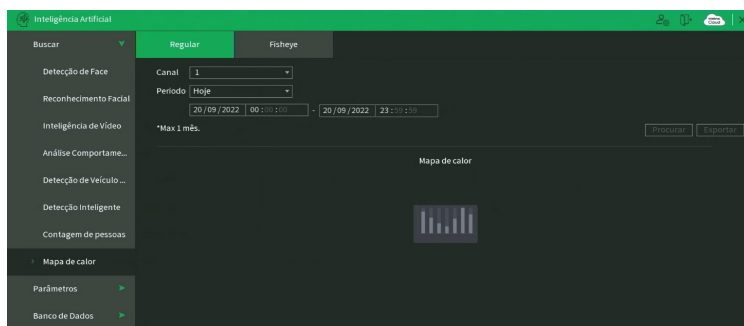 Inteligência Artificial
Cloud
Buscar
Detecção de Face
Reconhecimento Facial
Inteligência de Vídeo
Análise Comportame...
Detecção de Veículo ...
Detecção Inteligente
Contagem de pessoas
Mapa de calor
Parâmetros
Banco de Dados
Regular Fisheye
Canal 1
Periodo Hoje
20/09/2022 00:00:00 - 20/09/2022 23:59:59
*Max 1 mês.
Procurar Exportar
Mapa de calor